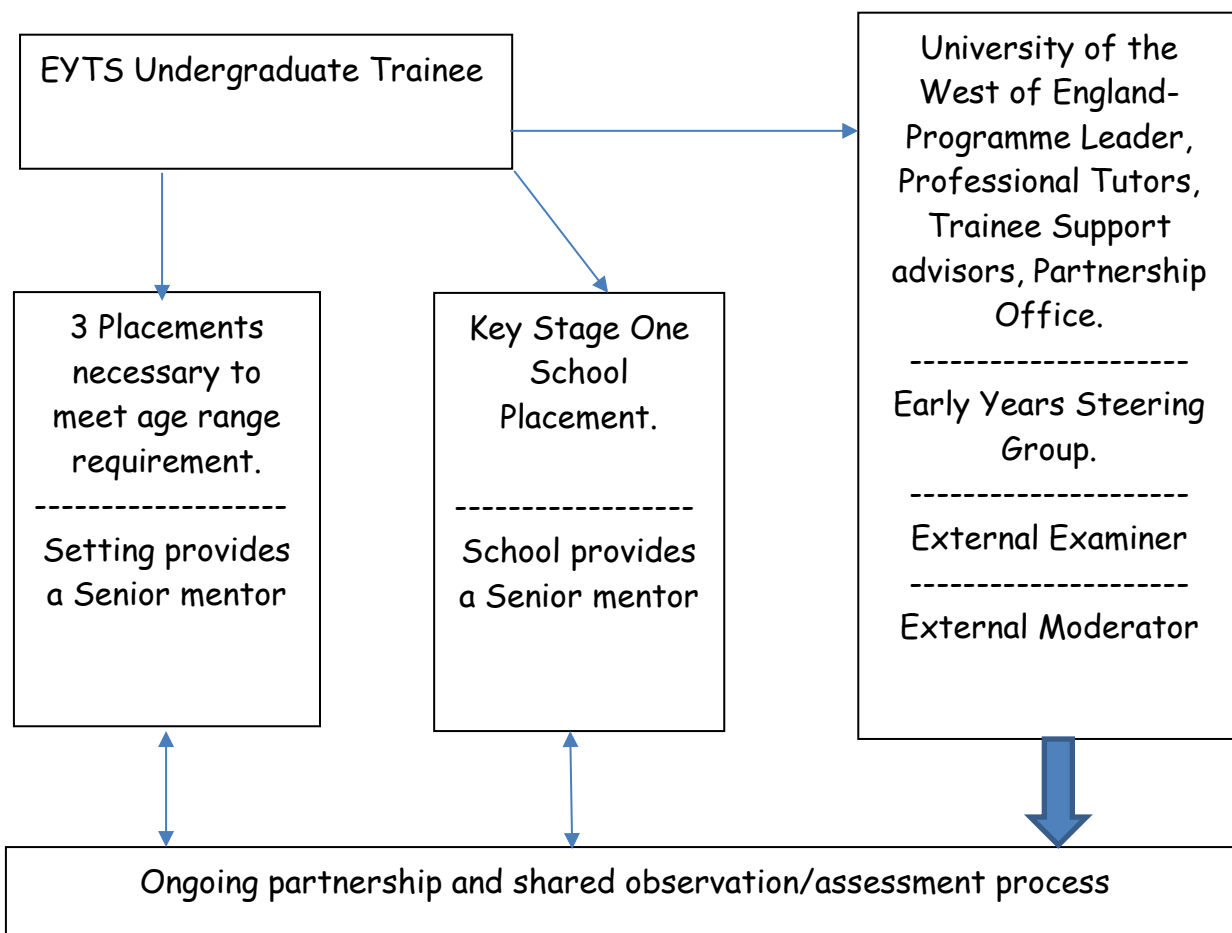 EYTS Undergraduate Trainee
University of the
West of England-
Programme Leader,
Professional Tutors,
Trainee Support
advisors, Partnership
Office.
---------------------
Early Years Steering
Group.
---------------------
External Examiner
---------------------
External Moderator
3 Placements
necessary to
meet age range
requirement.
-------------------
Setting provides
a Senior mentor
Key Stage One
School
Placement.
------------------
School provides
a Senior mentor
Ongoing partnership and shared observation/assessment process